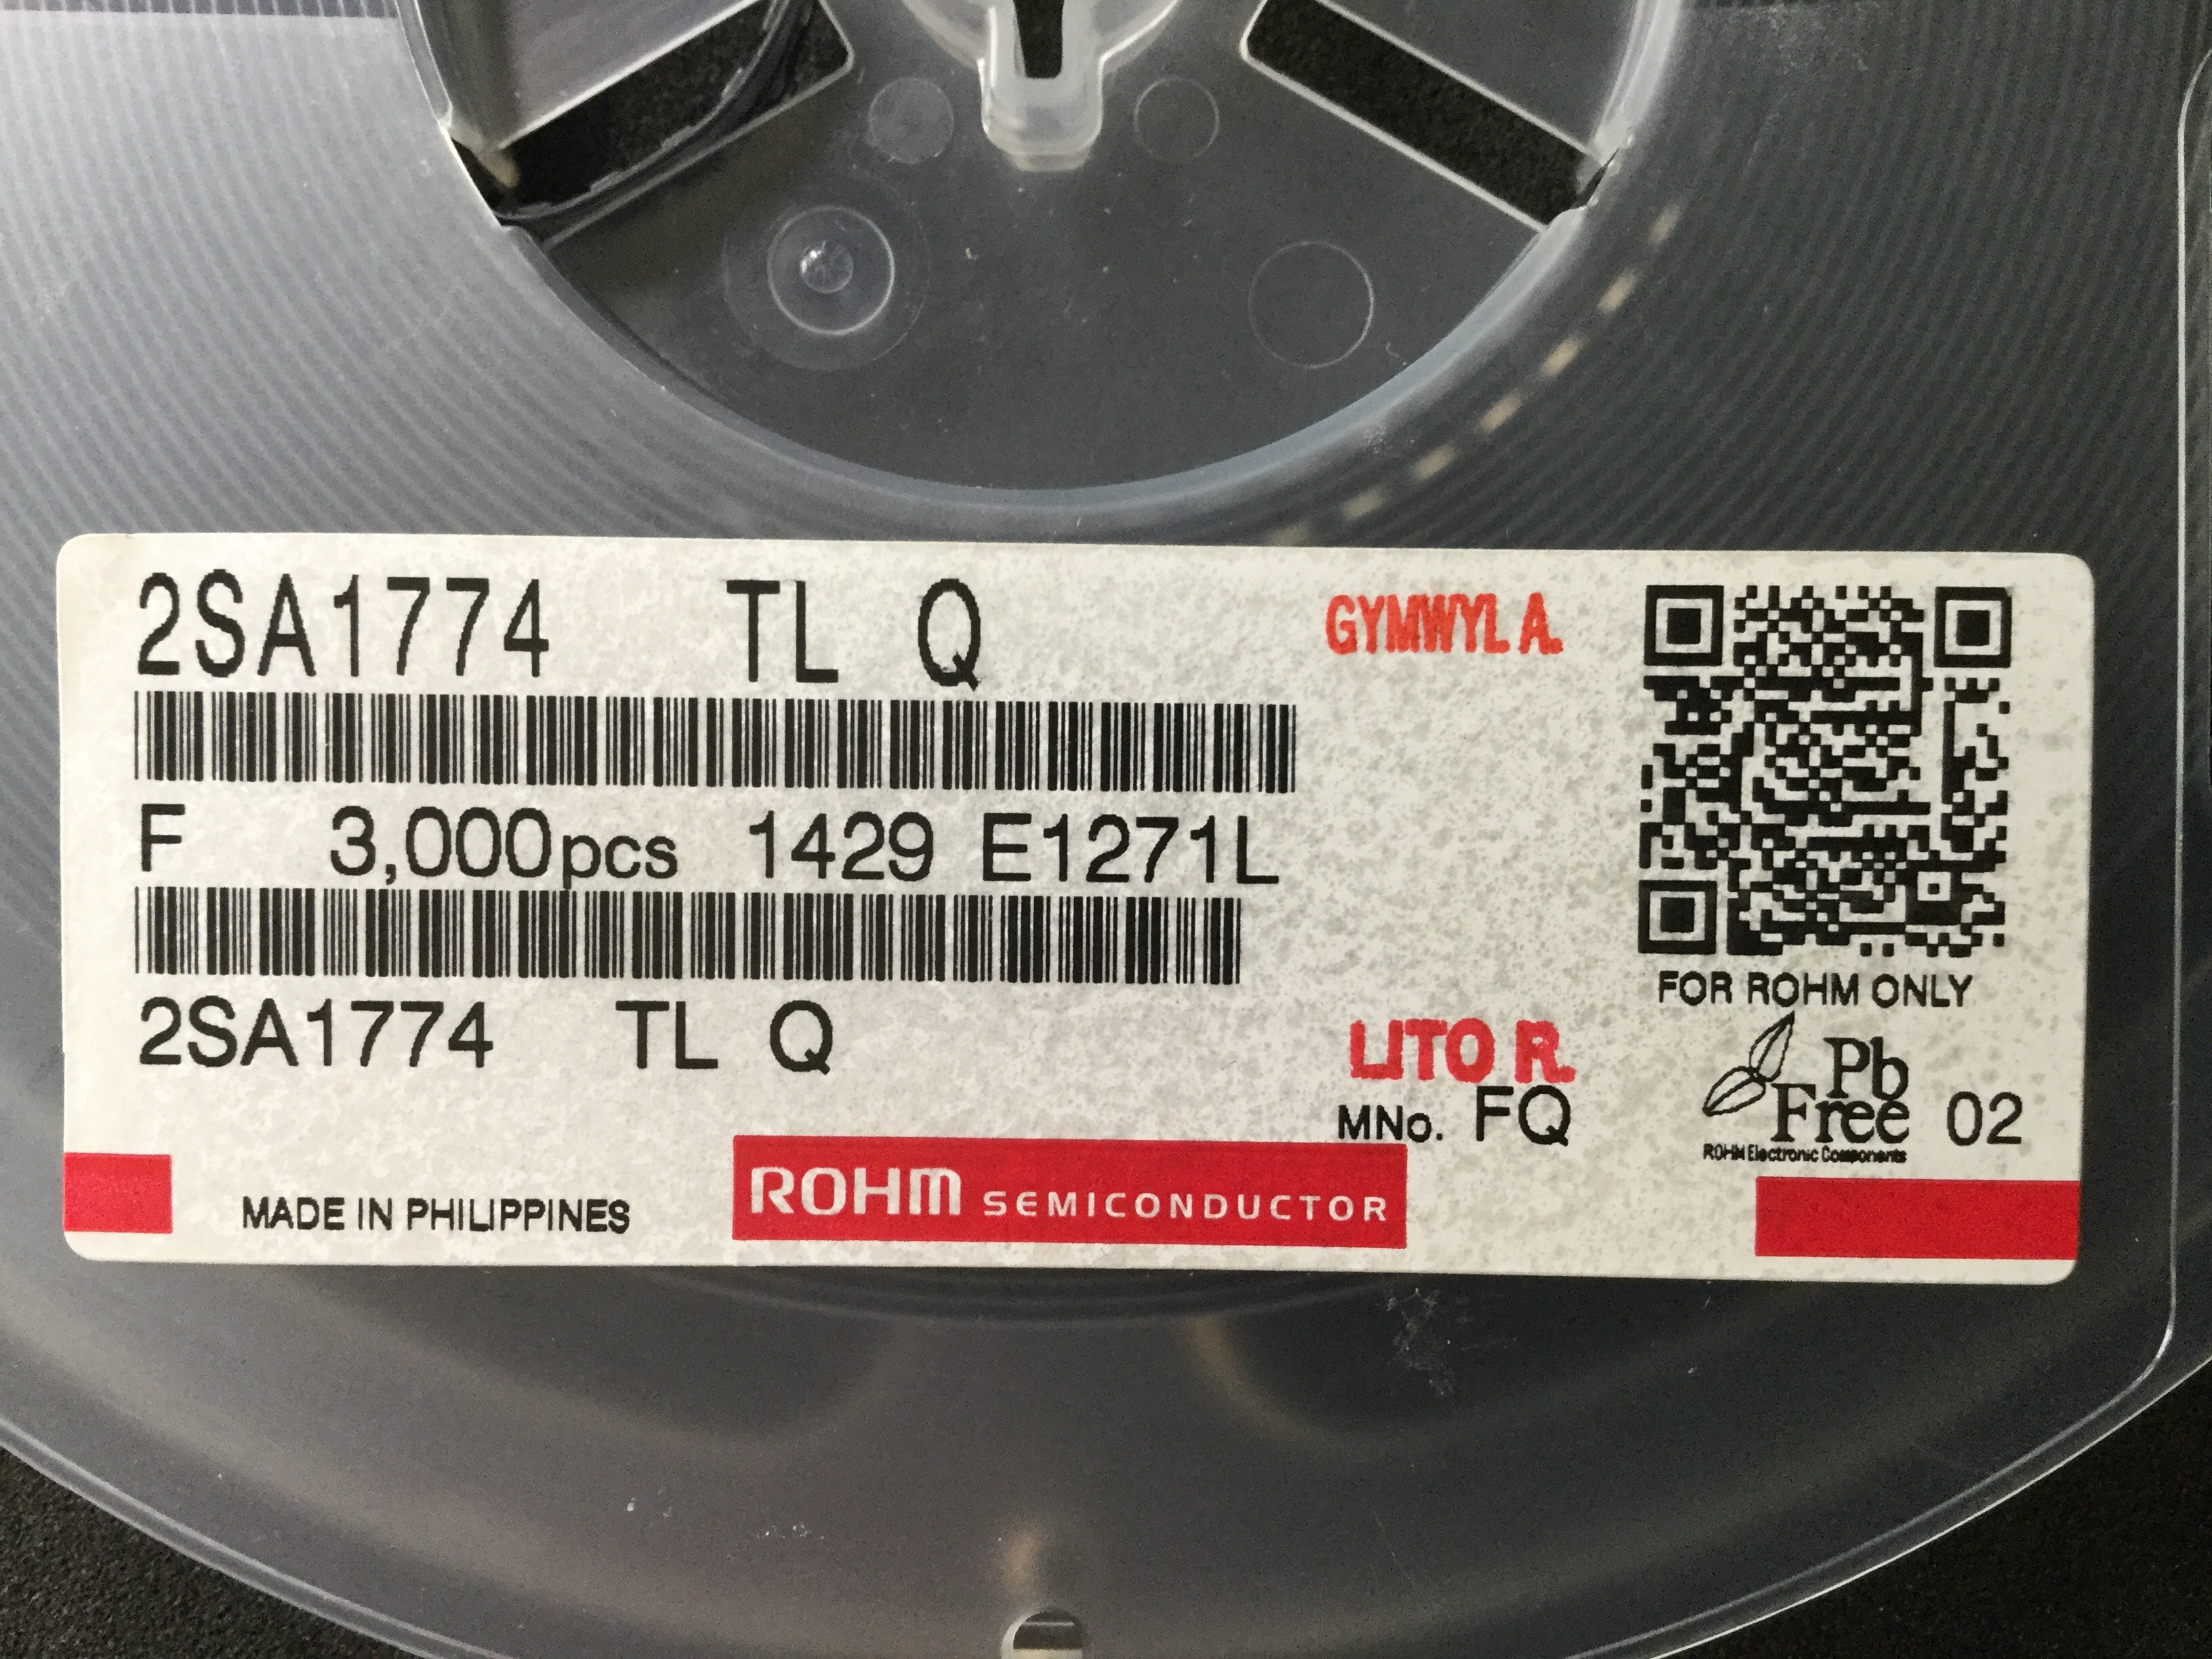 2SA1774 TL Q
GYMWYL A.
F 3,000pcs 1429 E1271L
FOR ROHM ONLY
2SA1774 TL Q
LITO R.
MNo. FQ
Pb
Free 02
ROHM Electronic Components
MADE IN PHILIPPINES
ROHM SEMICONDUCTOR